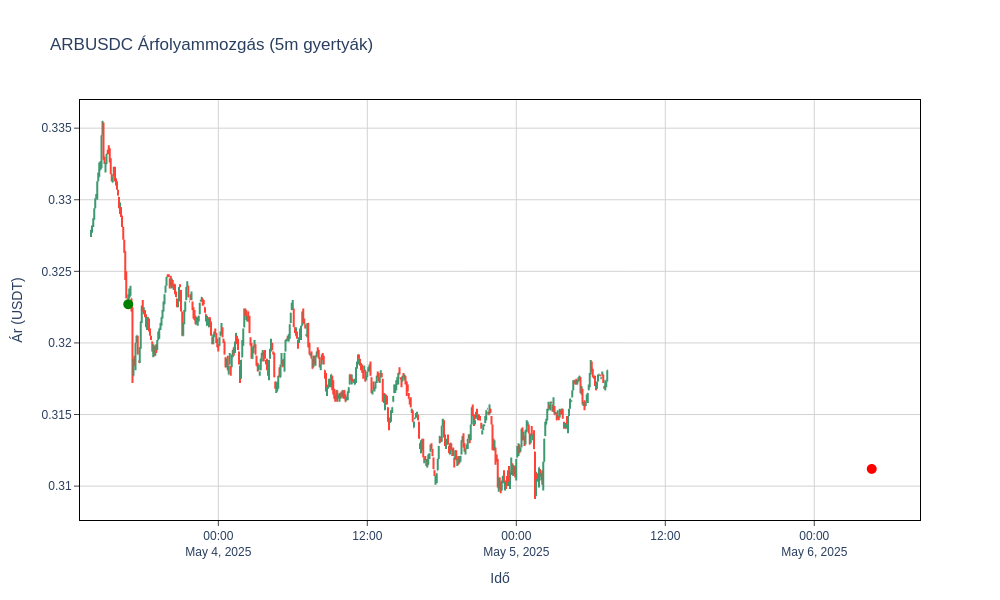 ARBUSDC Árfolyammozgás (5m gyertyák)
Ár (USDT)
0.335
0.33
0.325
0.32
0.315
0.31
00:00
May 4, 2025
12:00
00:00
May 5, 2025
12:00
00:00
May 6, 2025
Idő